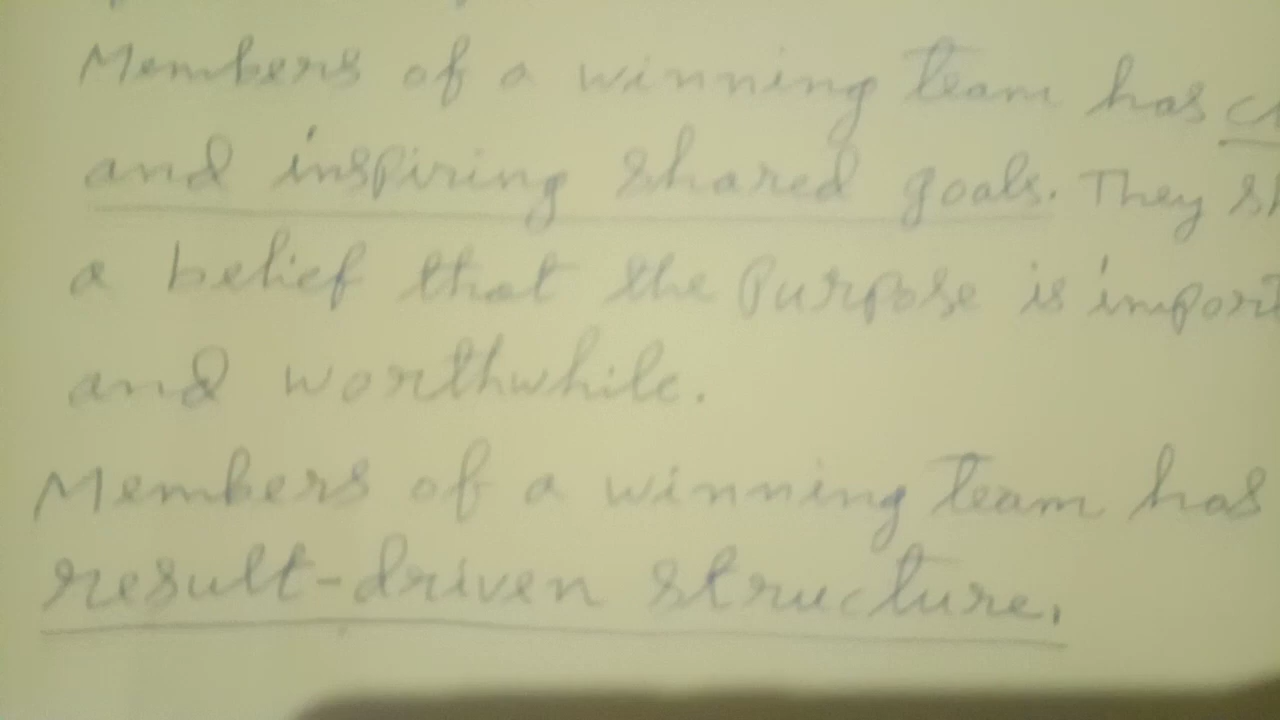 Members of a winning team has
and inspiring shared goals. They
a belief that the Purpose is
and worthwhile.
Members of a winning team has
result-driven structure.